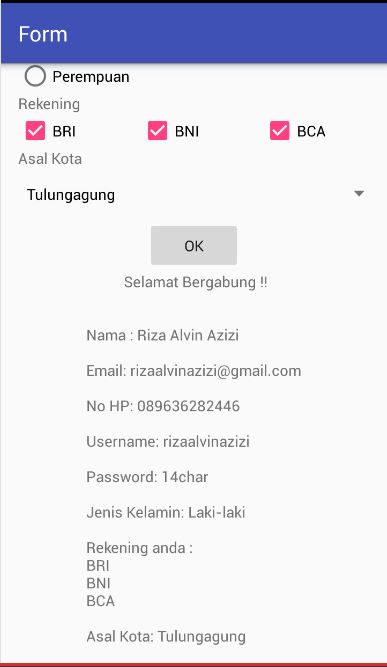 Form
Perempuan
Rekening
BRI BNI BCA
Asal Kota
Tulungagung
OK
Selamat Bergabung !!
Nama : Riza Alvin Azizi
Email: rizaalvinazizi@gmail.com
No HP: 089636282446
Username: rizaalvinazizi
Password: 14char
Jenis Kelamin: Laki-laki
Rekening anda :
BRI
BNI
BCA
Asal Kota: Tulungagung